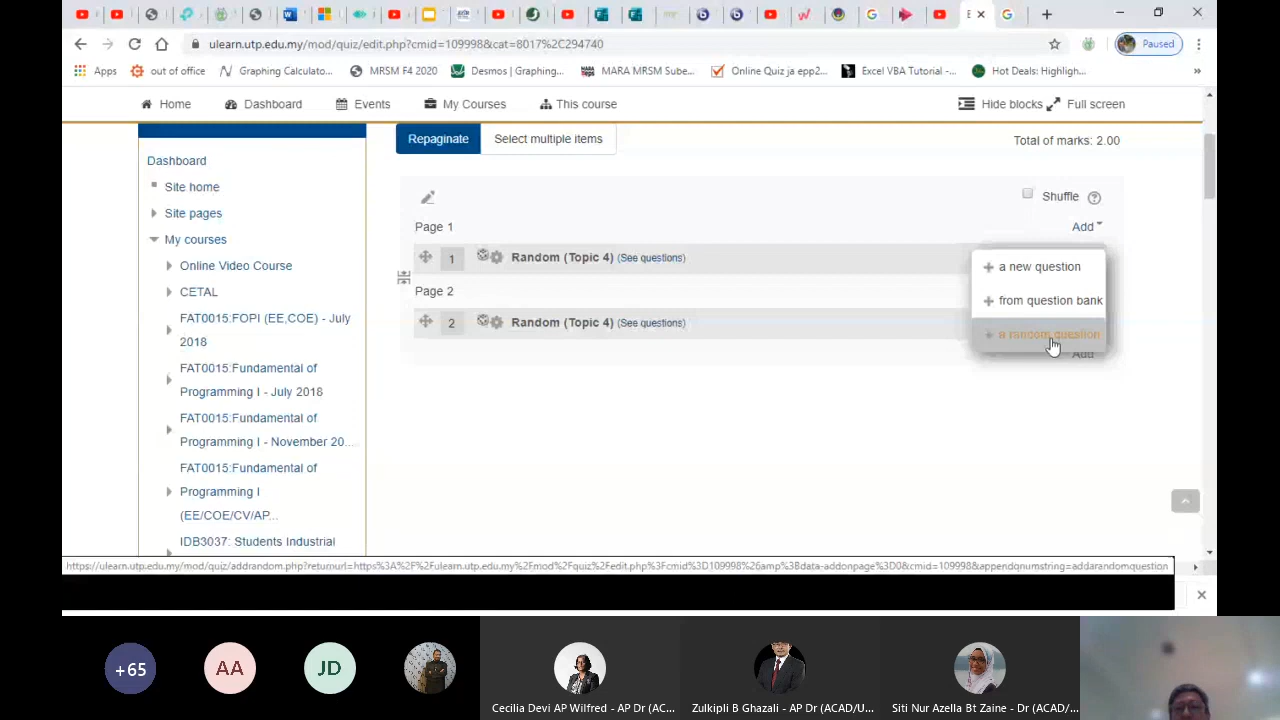 E
Paused
ulearn.utp.edu.my/mod/quiz/edit.php?cmid=109998&cat=8017%2C294740
Apps
out of office
Graphing Calculato...
MRSM F4 2020
Desmos | Graphing...
MARA MRSM Sube...
Online Quiz ja epp2...
Excel VBA Tutorial -...
Hot Deals: Highligh...
»
Home
Dashboard
Events
My Courses
This course
Hide blocks
Full screen
Repaginate
Select multiple items
Total of marks: 2.00
Dashboard
Site home
Site pages
My courses
Online Video Course
CETAL
FAT0015:FOPI (EE,COE) - July
2018
FAT0015:Fundamental of
Programming I - July 2018
FAT0015:Fundamental of
Programming I - November 20...
FAT0015:Fundamental of
Programming I
(EE/COE/CV/AP...
IDB3037: Students Industrial
Shuffle
Page 1
Add
1 Random (Topic 4) (See questions)
Page 2
2 Random (Topic 4) (See questions)
a new question
from question bank
a random question
Add
https://ulearn.utp.edu.my/mod/quiz/addrandom.php?returnurl=https%3A%2F%2Fulearn.utp.edu.my%2Fmod%2Fquiz%2Fedit.php%3Fcmid%3D109998%26amp%3Bdata-addonpage%3D0&cmid=109998&appendqnumstring=addarandomquestion
+65
AA
JD
Cecilia Devi AP Wilfred - AP Dr (AC...
Zulkipli B Ghazali - AP Dr (ACAD/U...
Siti Nur Azella Bt Zaine - Dr (ACAD/...